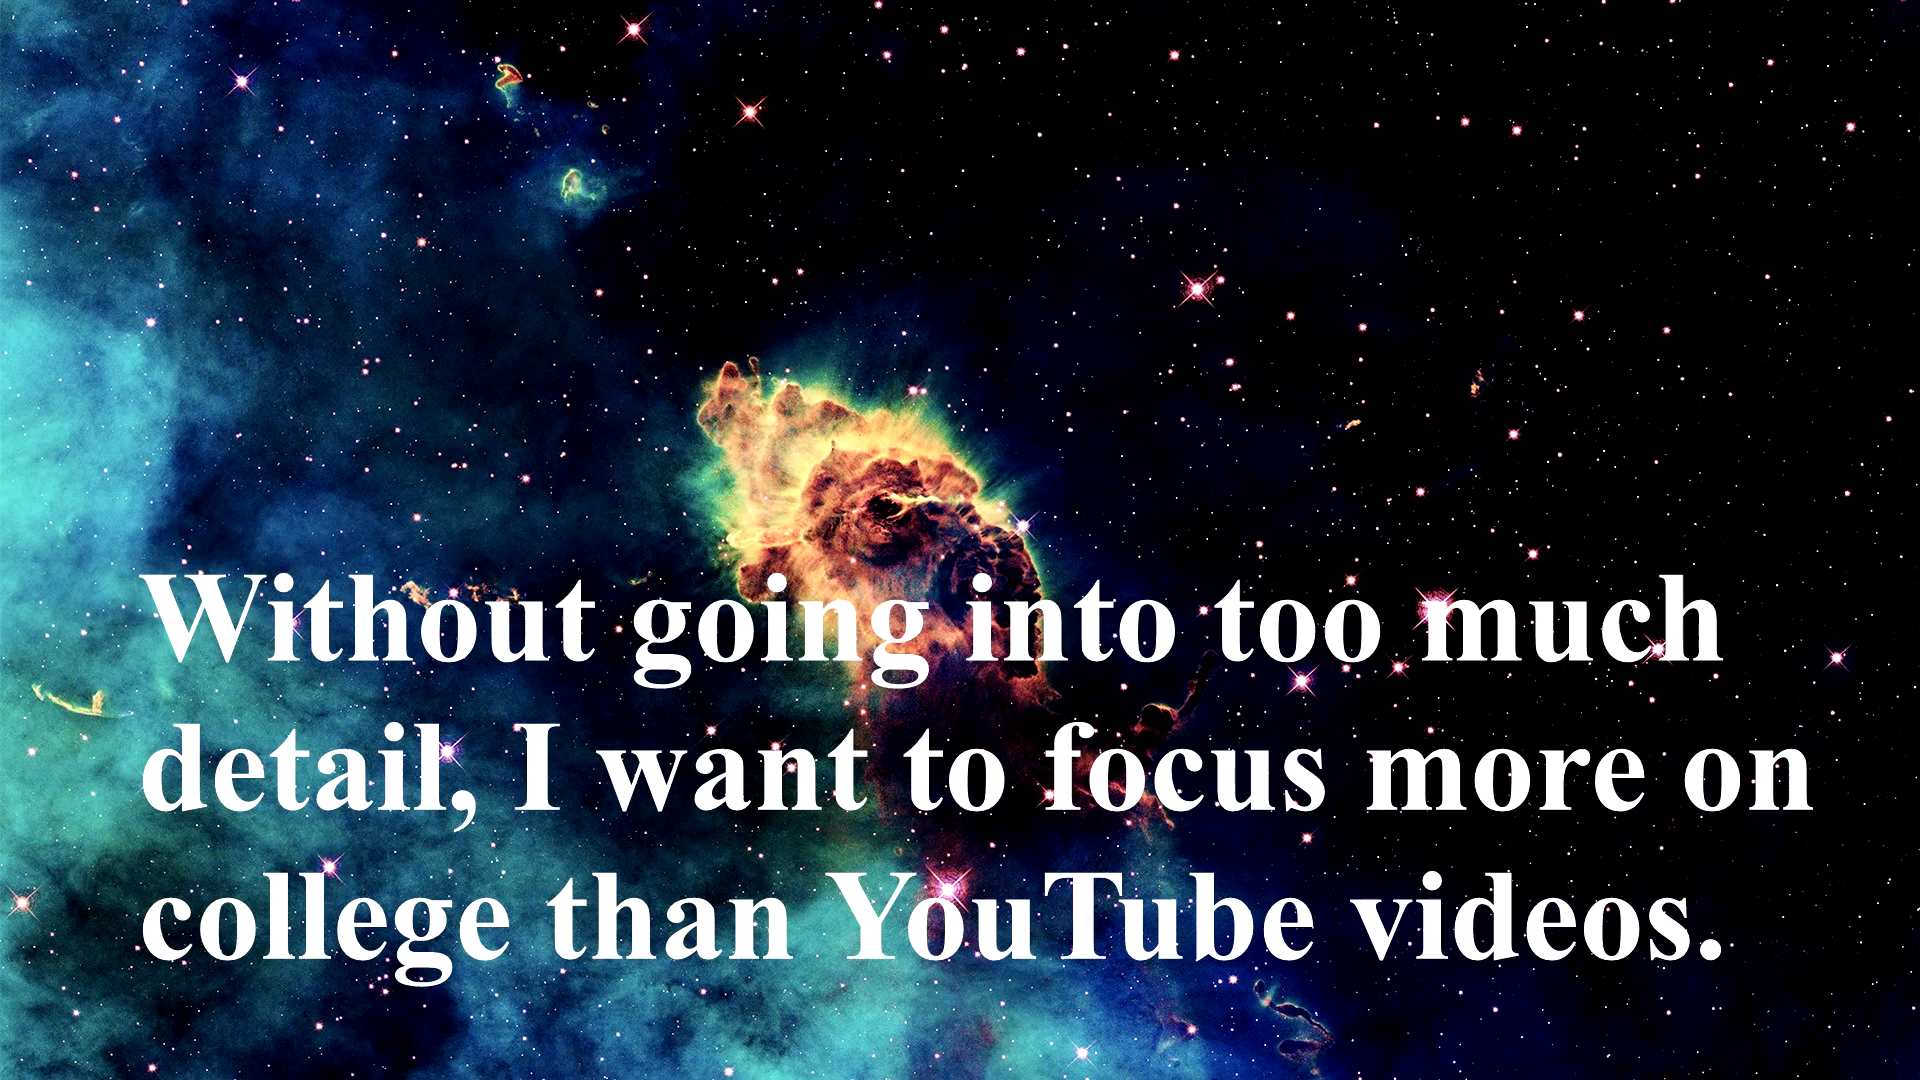 Without going into too much
detail, I want to focus more on
college than YouTube videos.